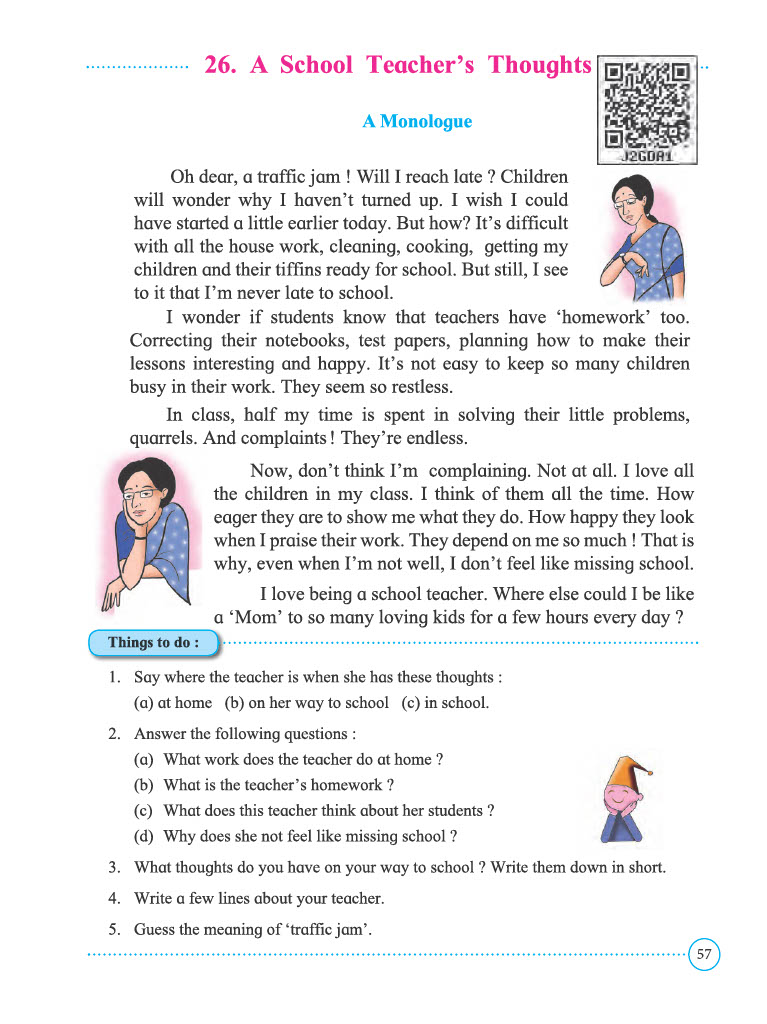 26. A School Teacher's Thoughts
J2GDA1
A Monologue
Oh dear, a traffic jam ! Will I reach late ? Children
will wonder why I haven't turned up. I wish I could
have started a little earlier today. But how? It's difficult
with all the house work, cleaning, cooking, getting my
children and their tiffins ready for school. But still, I see
to it that I'm never late to school.
I wonder if students know that teachers have 'homework' too.
Correcting their notebooks, test papers, planning how to make their
lessons interesting and happy. It's not easy to keep so many children
busy in their work. They seem so restless.
In class, half my time is spent in solving their little problems,
quarrels. And complaints ! They're endless.
Now, don't think I'm complaining. Not at all. I love all
the children in my class. I think of them all the time. How
eager they are to show me what they do. How happy they look
when I praise their work. They depend on me so much ! That is
why, even when I'm not well, I don't feel like missing school.
I love being a school teacher. Where else could I be like
a 'Mom' to so many loving kids for a few hours every day ?
Things to do :
1. Say where the teacher is when she has these thoughts :
(a) at home (b) on her way to school (c) in school.
2. Answer the following questions :
(a) What work does the teacher do at home ?
(b) What is the teacher's homework ?
(c) What does this teacher think about her students ?
(d) Why does she not feel like missing school ?
3. What thoughts do you have on your way to school ? Write them down in short.
4. Write a few lines about your teacher.
5. Guess the meaning of 'traffic jam'.
57